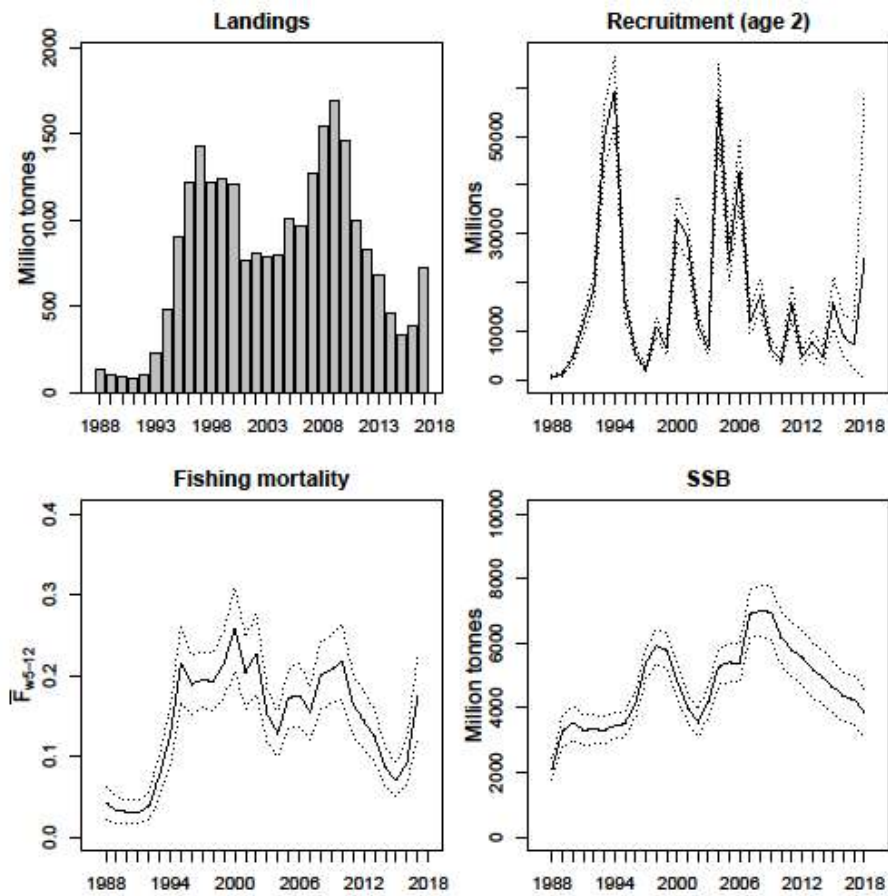 Landings
Million tonnes
2000
1500
1000
500
0
1988 1993 1998 2003 2008 2013 2018
Recruitment (age 2)
Millions
50000
30000
10000
0
1988 1994 2000 2006 2012 2018
Fishing mortality
F̅w5–12
0.4
0.3
0.2
0.1
0.0
1988 1994 2000 2006 2012 2018
SSB
Million tonnes
10000
8000
6000
4000
2000
0
1988 1994 2000 2006 2012 2018